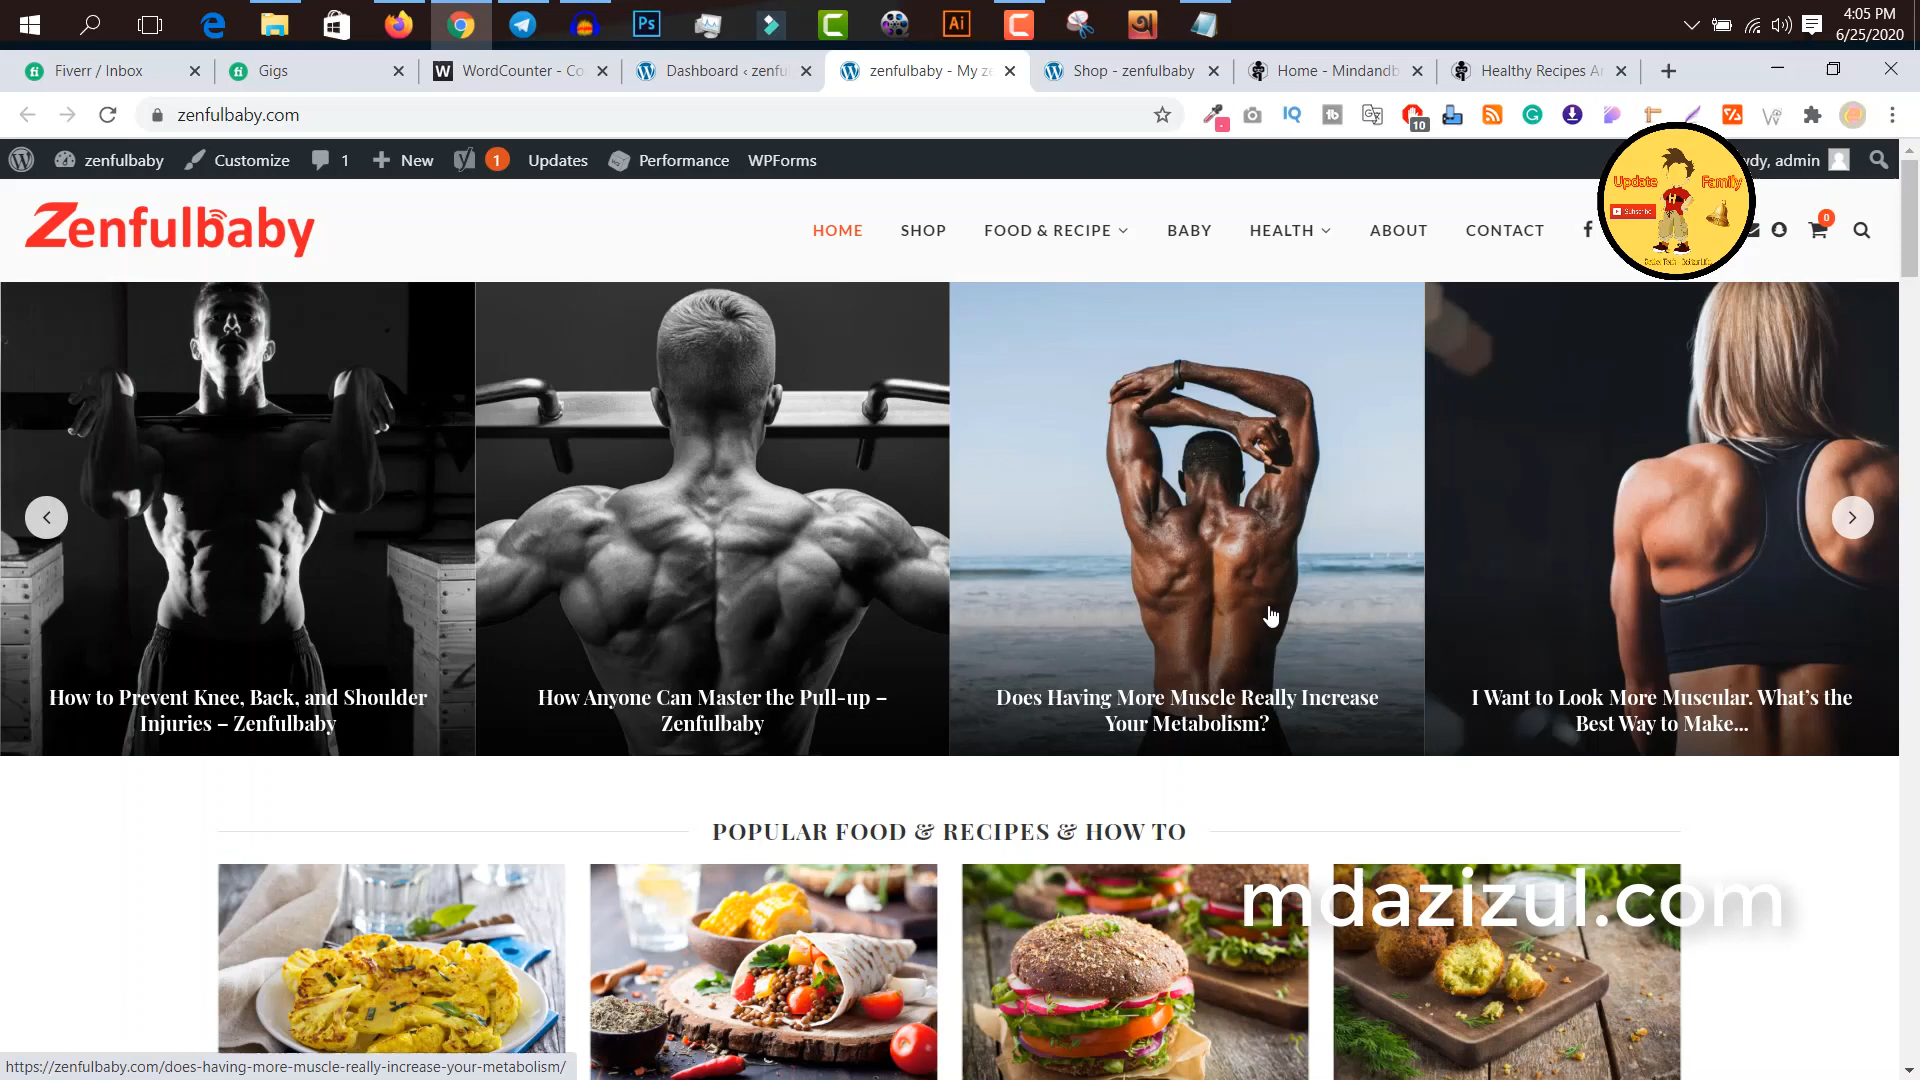 4:05 PM
6/25/2020
Fiverr / Inbox
Gigs
WordCounter - Co
Dashboard ‹ zenfu
zenfulbaby - My ze
Shop - zenfulbaby
Home - Mindandb
Healthy Recipes A
zenfulbaby.com
10
zenfulbaby
Customize
1
New
1
Updates
Performance
WPForms
wdy, admin
Update
Family
Subscribe
Zenfulbaby
HOME
SHOP
FOOD & RECIPE
BABY
HEALTH
ABOUT
CONTACT
0
How to Prevent Knee, Back, and Shoulder
Injuries – Zenfulbaby
How Anyone Can Master the Pull-up –
Zenfulbaby
Does Having More Muscle Really Increase
Your Metabolism?
I Want to Look More Muscular. What's the
Best Way to Make...
POPULAR FOOD & RECIPES & HOW TO
mdazizul.com
https://zenfulbaby.com/does-having-more-muscle-really-increase-your-metabolism/